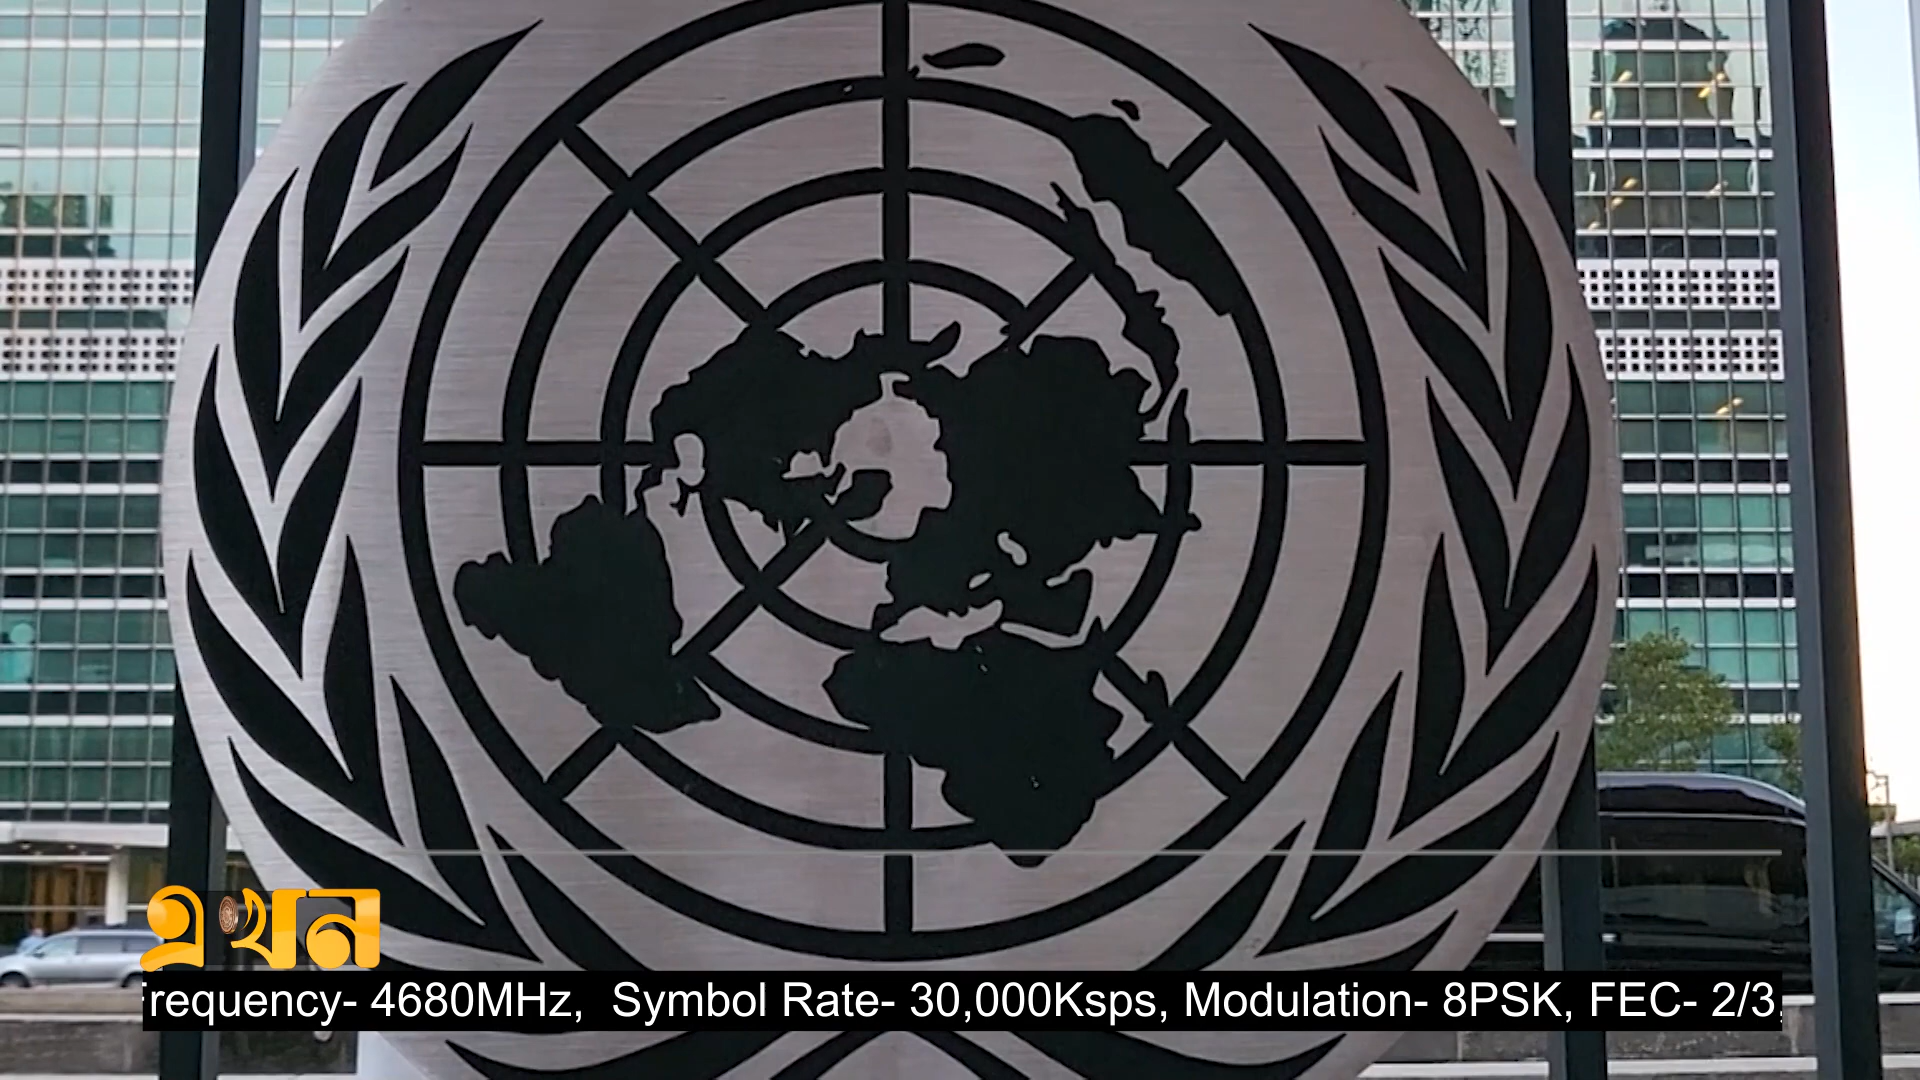 এখন
requency- 4680MHz, Symbol Rate- 30,000Ksps, Modulation- 8PSK, FEC- 2/3,